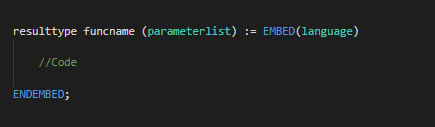 resulttype funcname (parameterlist) := EMBED(language)
//Code
ENDEMBED;